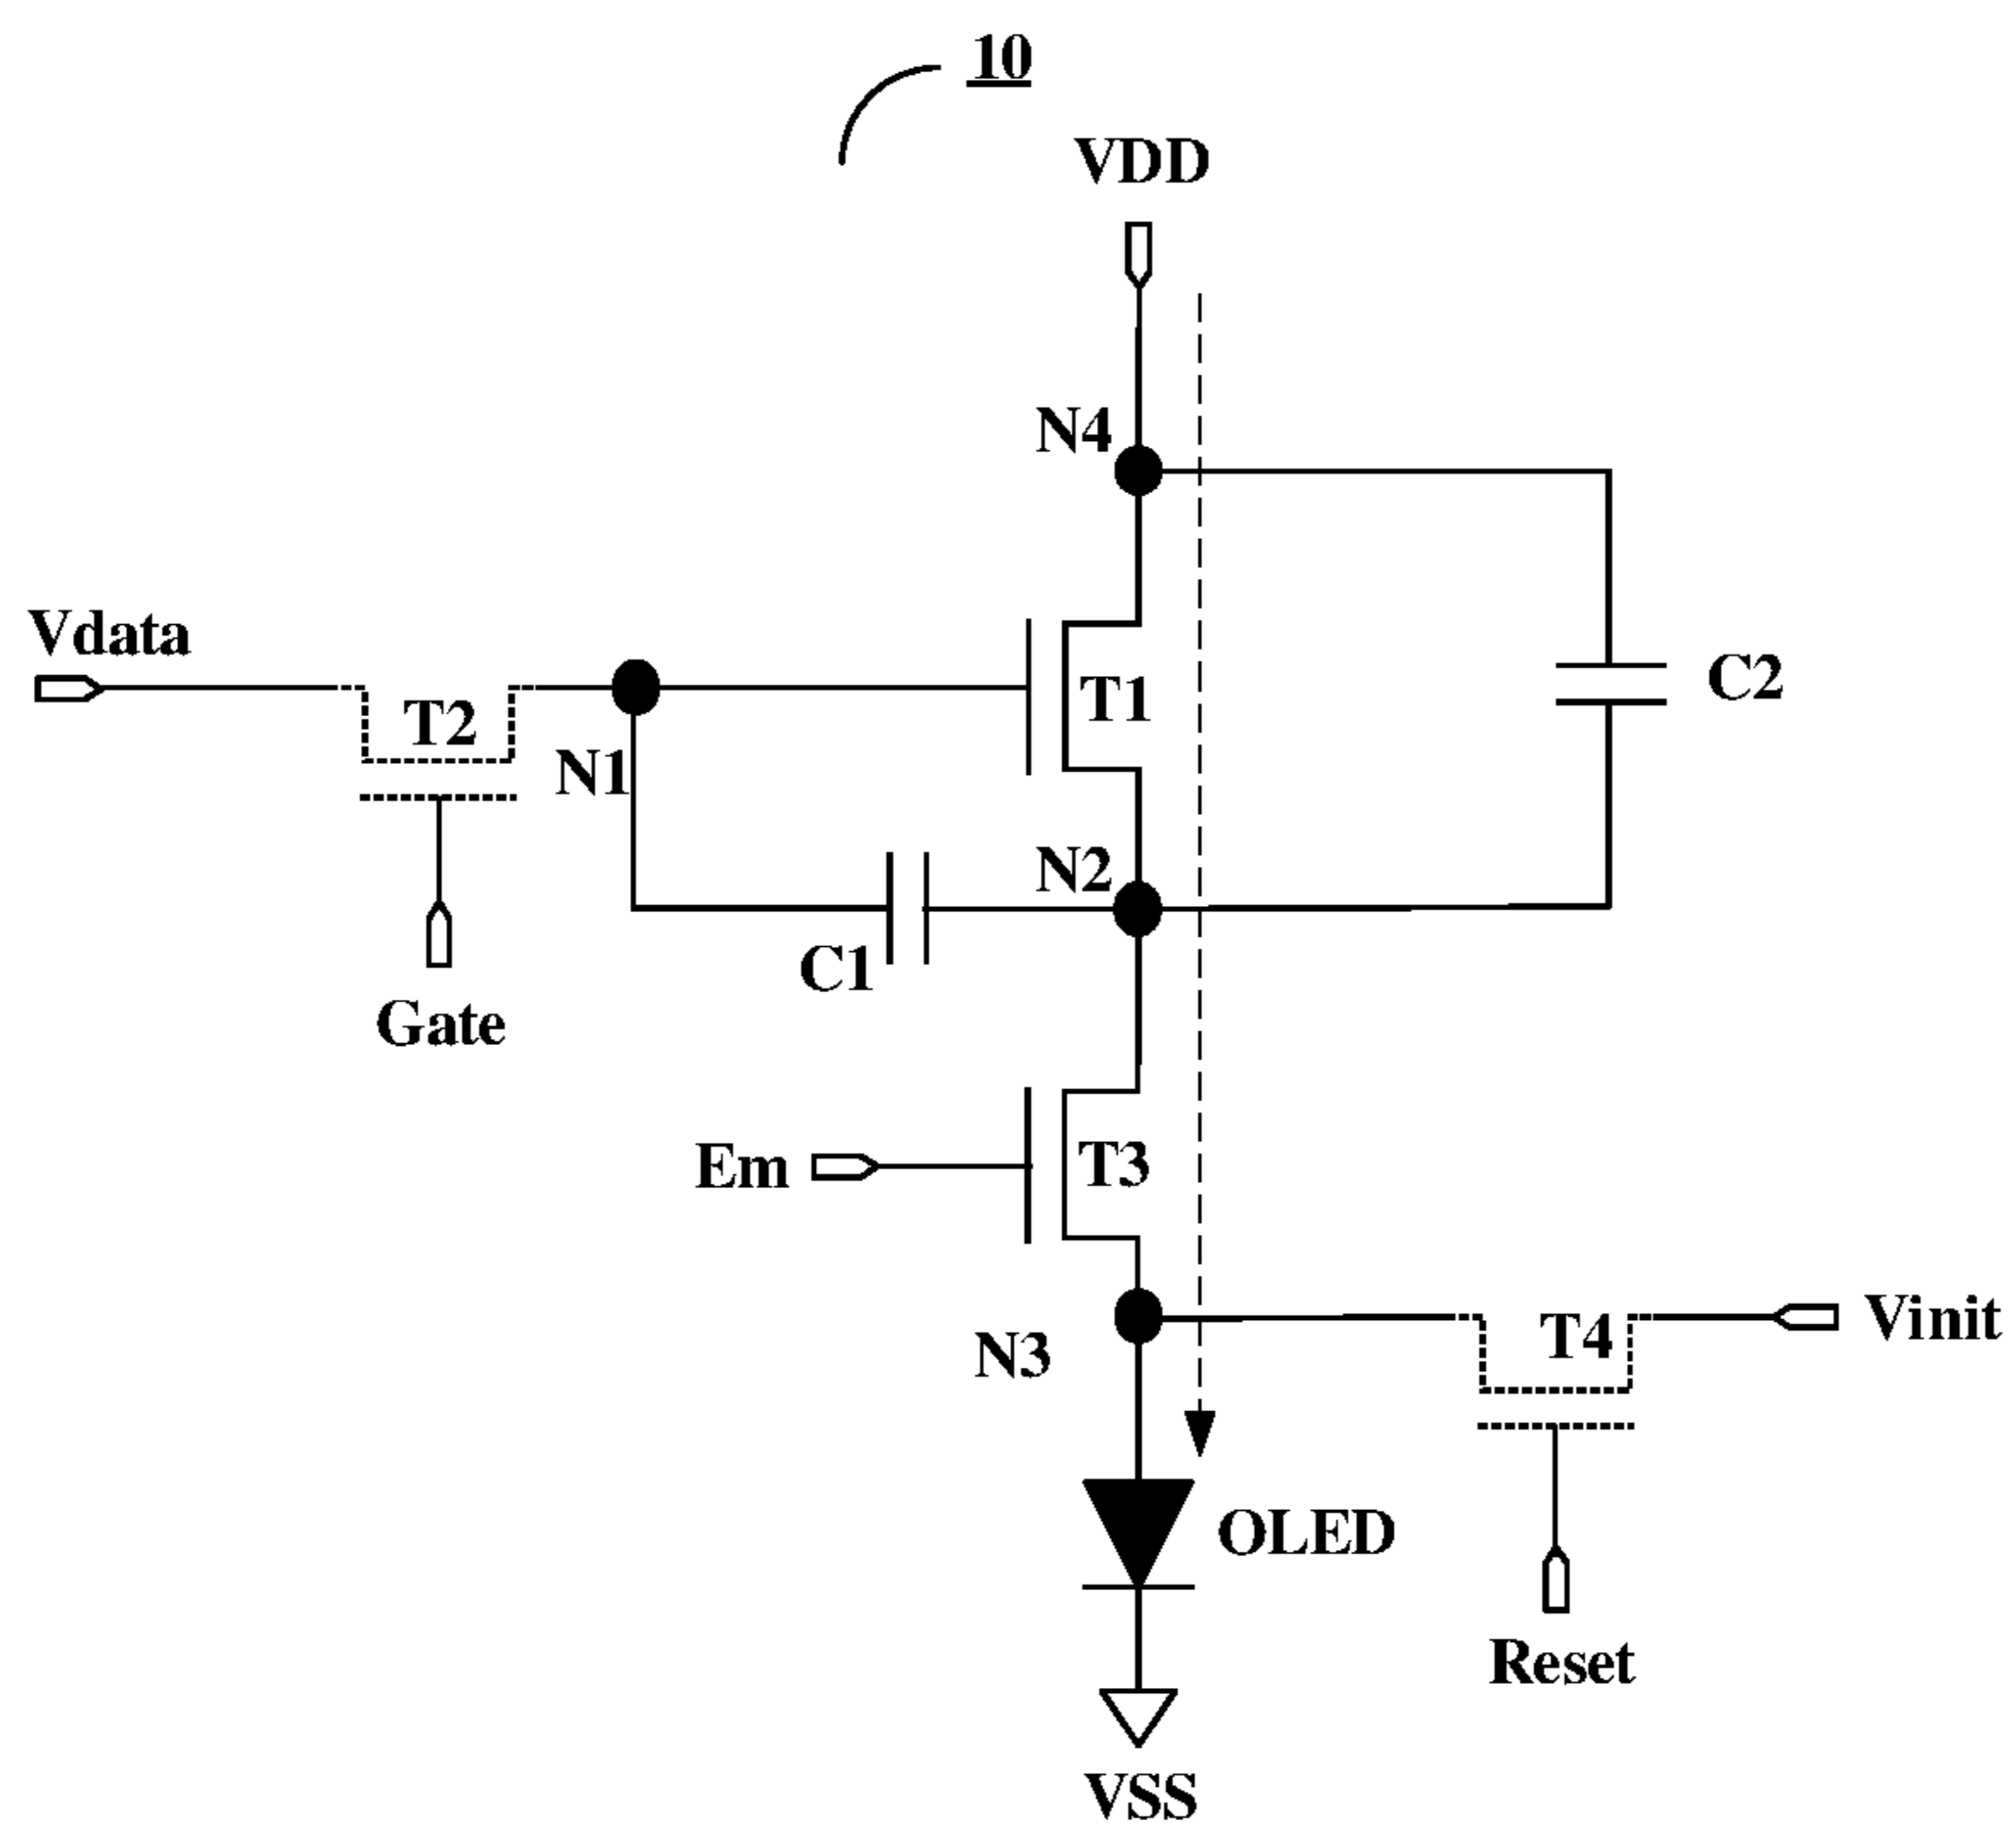 10
VDD
N4
Vdata
T2
T1
C2
N1
N2
C1
Gate
Em
T3
N3
T4
Vinit
OLED
Reset
VSS